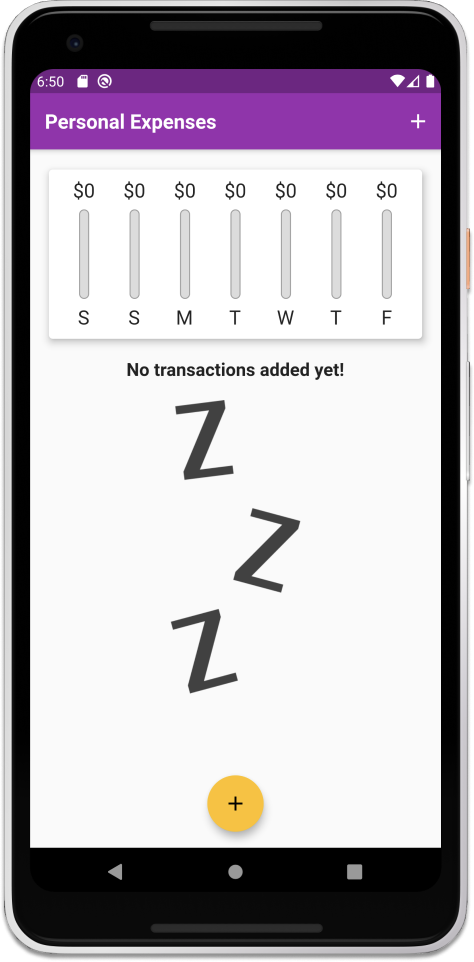 6:50
Personal Expenses
$0 $0 $0 $0 $0 $0 $0
S S M T W T F
No transactions added yet!
Z
Z
Z